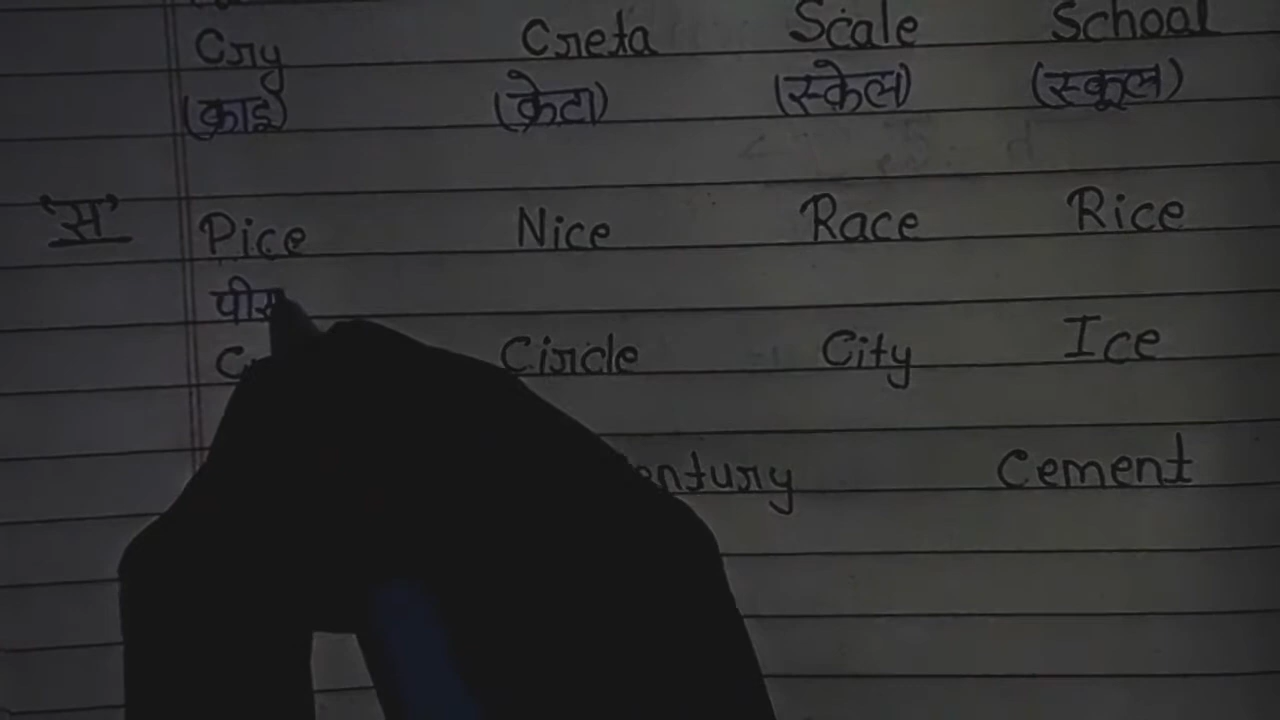 Cry Creta Scale School
(क्राइ) (क्रेटा) (स्केल) (स्कूल)
'स' Pice Nice Race Rice
पीस
Circle City Ice
Cement